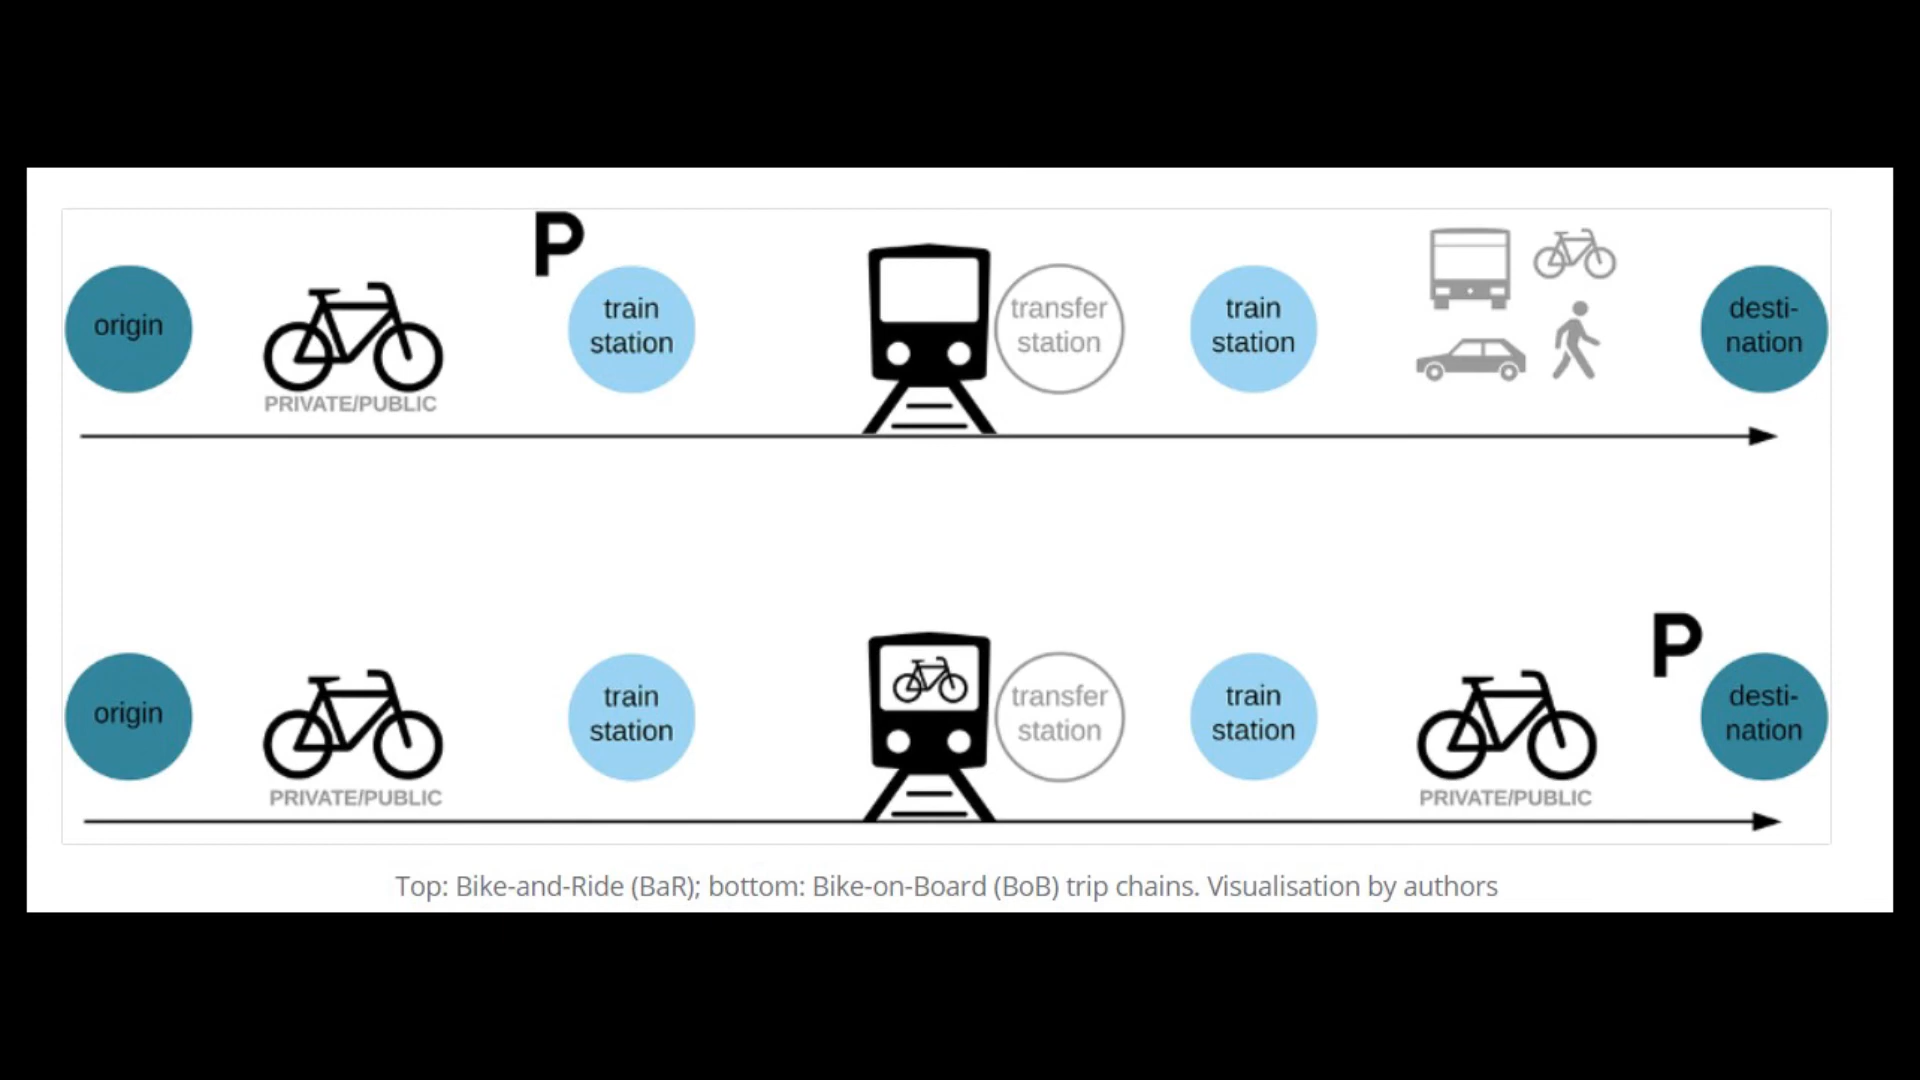 P
origin
PRIVATE/PUBLIC
train
station
transfer
station
train
station
desti-
nation
P
origin
PRIVATE/PUBLIC
train
station
transfer
station
train
station
PRIVATE/PUBLIC
desti-
nation
Top: Bike-and-Ride (BaR); bottom: Bike-on-Board (BoB) trip chains. Visualisation by authors